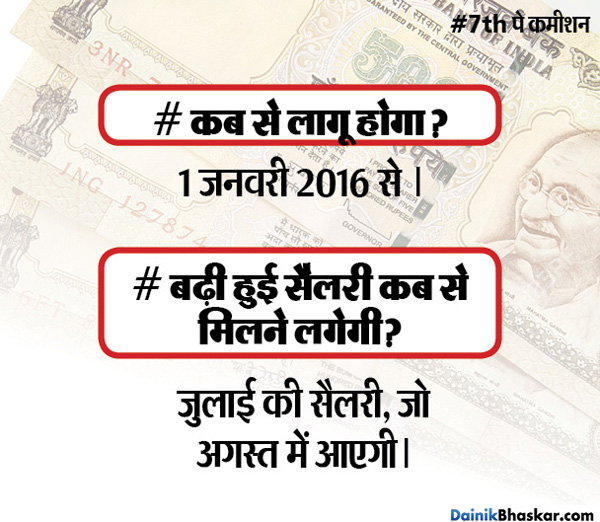 #7th पे कमीशन
# कब से लागू होगा?
1 जनवरी 2016 से |
# बढ़ी हुई सैलरी कब से
मिलने लगेगी?
जुलाई की सैलरी, जो
अगस्त में आएगी|
DainikBhaskar.com